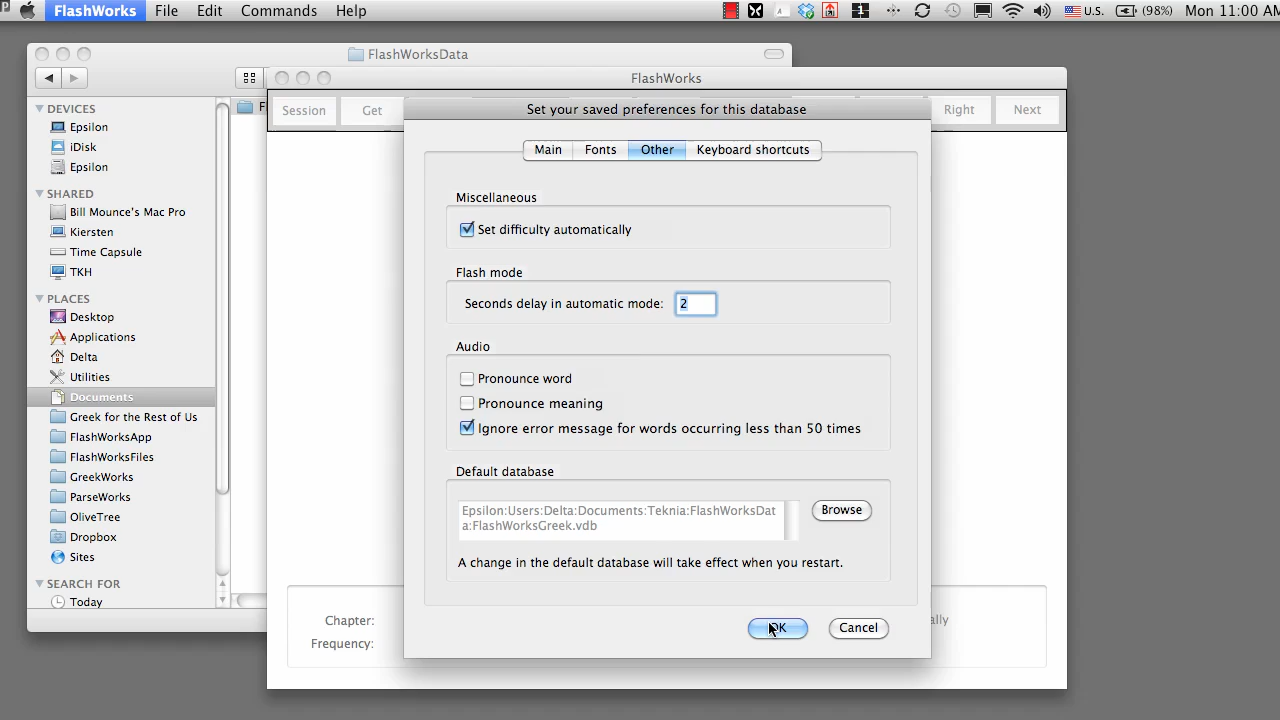 FlashWorks File Edit Commands Help 1 U.S. (98%) Mon 11:00 AM
FlashWorksData
FlashWorks
DEVICES
Epsilon
iDisk
Epsilon
SHARED
Bill Mounce's Mac Pro
Kiersten
Time Capsule
TKH
PLACES
Desktop
Applications
Delta
Utilities
Documents
Greek for the Rest of Us
FlashWorksApp
FlashWorksFiles
GreekWorks
ParseWorks
OliveTree
Dropbox
Sites
SEARCH FOR
Today
Session Get Right Next
Set your saved preferences for this database
Main Fonts Other Keyboard shortcuts
Miscellaneous
Set difficulty automatically
Flash mode
Seconds delay in automatic mode: 2
Audio
Pronounce word
Pronounce meaning
Ignore error message for words occurring less than 50 times
Default database
Epsilon:Users:Delta:Documents:Teknia:FlashWorksDat
a:FlashWorksGreek.vdb
Browse
A change in the default database will take effect when you restart.
OK Cancel
Chapter:
Frequency: